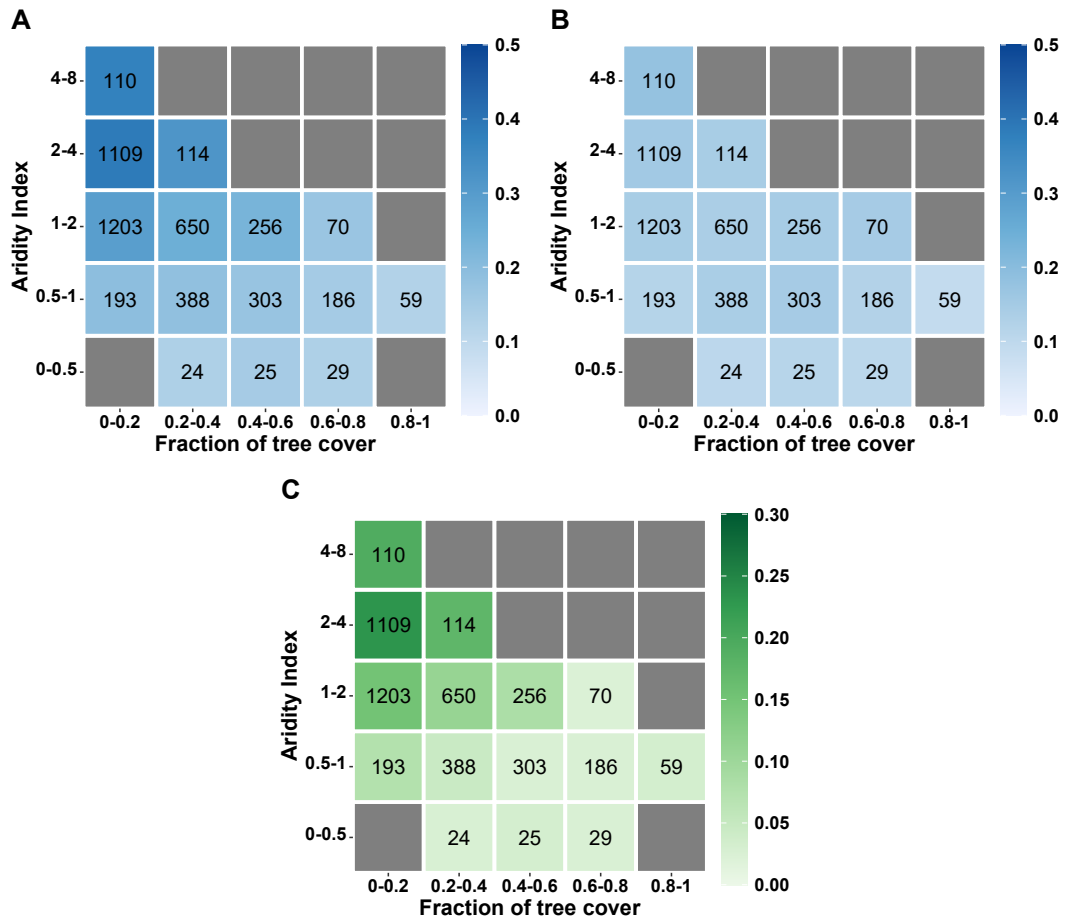 A
Aridity Index
4-8
110
2-4
1109 114
1-2
1203 650 256 70
0.5-1
193 388 303 186 59
0-0.5
24 25 29
0-0.2 0.2-0.4 0.4-0.6 0.6-0.8 0.8-1
Fraction of tree cover
0.5
0.4
0.3
0.2
0.1
0.0
B
Aridity Index
4-8
110
2-4
1109 114
1-2
1203 650 256 70
0.5-1
193 388 303 186 59
0-0.5
24 25 29
0-0.2 0.2-0.4 0.4-0.6 0.6-0.8 0.8-1
Fraction of tree cover
0.5
0.4
0.3
0.2
0.1
0.0
C
Aridity Index
4-8
110
2-4
1109 114
1-2
1203 650 256 70
0.5-1
193 388 303 186 59
0-0.5
24 25 29
0-0.2 0.2-0.4 0.4-0.6 0.6-0.8 0.8-1
Fraction of tree cover
0.30
0.25
0.20
0.15
0.10
0.05
0.00